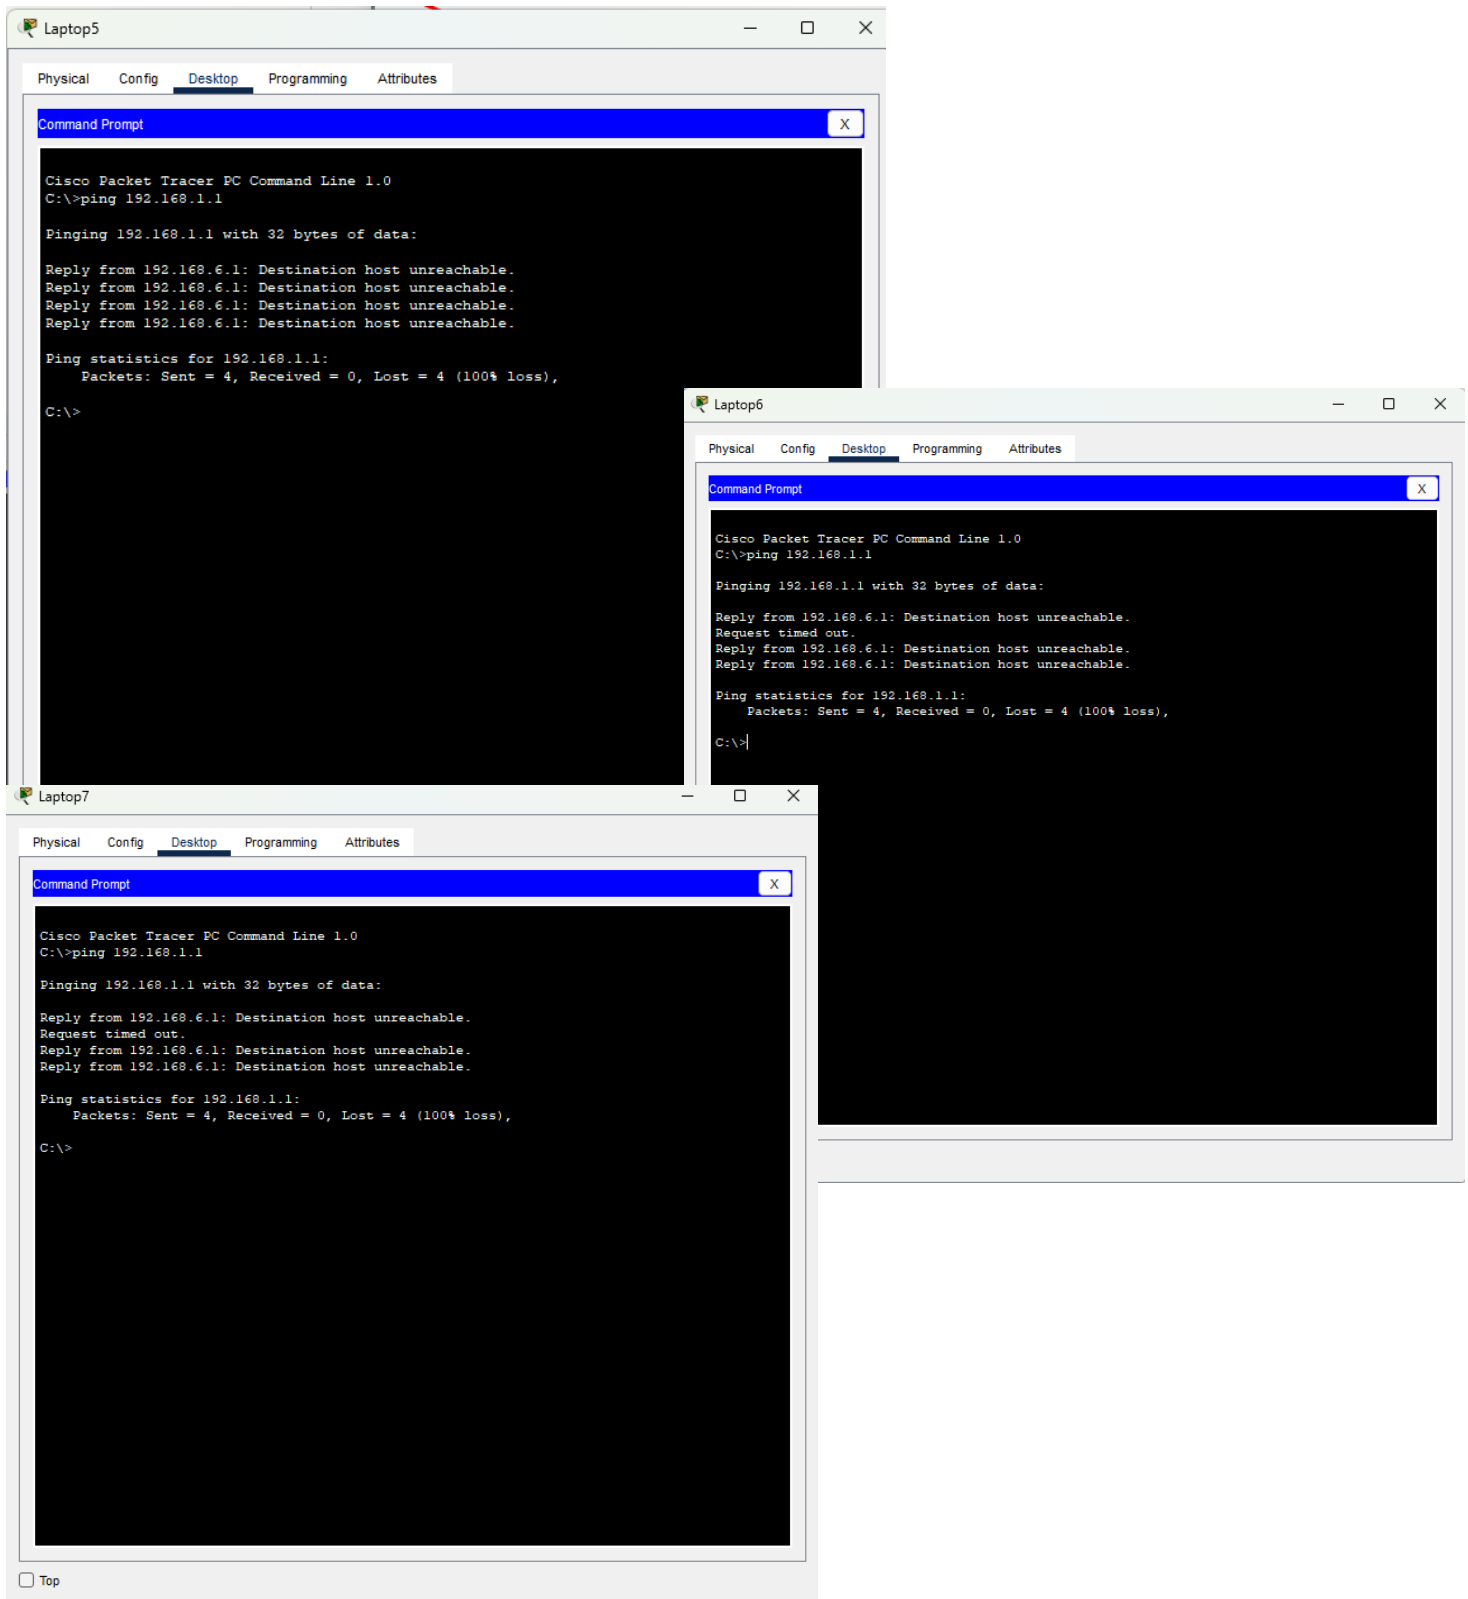 Laptop5
Physical Config Desktop Programming Attributes
Command Prompt X
Cisco Packet Tracer PC Command Line 1.0
C:\>ping 192.168.1.1
Pinging 192.168.1.1 with 32 bytes of data:
Reply from 192.168.6.1: Destination host unreachable.
Reply from 192.168.6.1: Destination host unreachable.
Reply from 192.168.6.1: Destination host unreachable.
Reply from 192.168.6.1: Destination host unreachable.
Ping statistics for 192.168.1.1:
Packets: Sent = 4, Received = 0, Lost = 4 (100% loss),
C:\>
Laptop6
Physical Config Desktop Programming Attributes
Command Prompt X
Cisco Packet Tracer PC Command Line 1.0
C:\>ping 192.168.1.1
Pinging 192.168.1.1 with 32 bytes of data:
Reply from 192.168.6.1: Destination host unreachable.
Request timed out.
Reply from 192.168.6.1: Destination host unreachable.
Reply from 192.168.6.1: Destination host unreachable.
Ping statistics for 192.168.1.1:
Packets: Sent = 4, Received = 0, Lost = 4 (100% loss),
C:\>
Laptop7
Physical Config Desktop Programming Attributes
Command Prompt X
Cisco Packet Tracer PC Command Line 1.0
C:\>ping 192.168.1.1
Pinging 192.168.1.1 with 32 bytes of data:
Reply from 192.168.6.1: Destination host unreachable.
Request timed out.
Reply from 192.168.6.1: Destination host unreachable.
Reply from 192.168.6.1: Destination host unreachable.
Ping statistics for 192.168.1.1:
Packets: Sent = 4, Received = 0, Lost = 4 (100% loss),
C:\>
Top